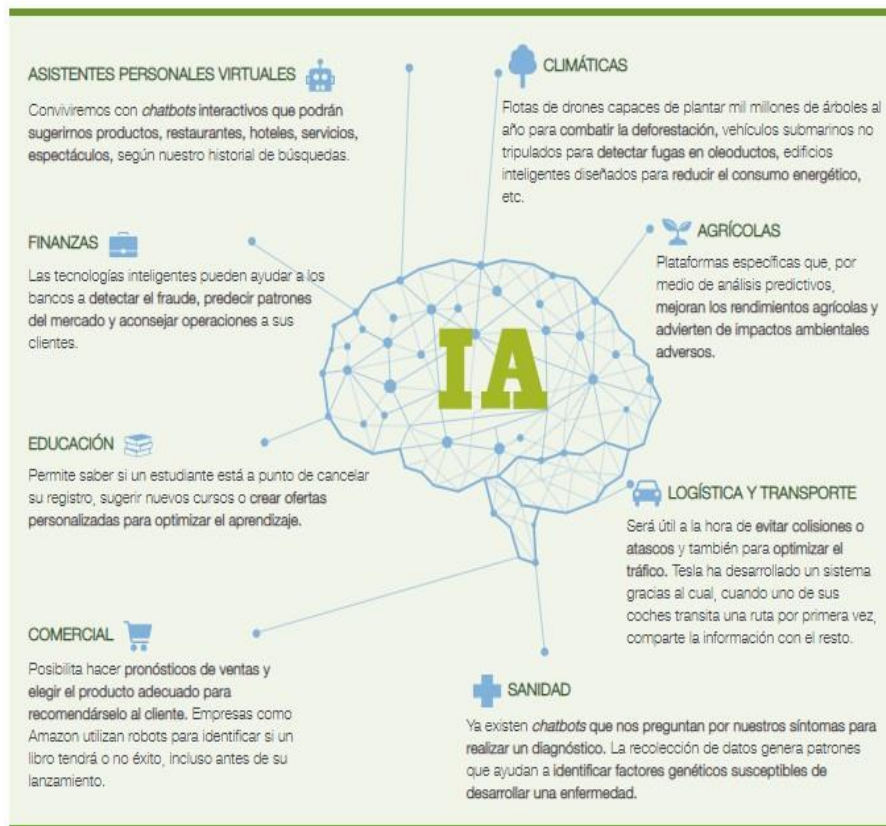 ASISTENTES PERSONALES VIRTUALES
Conviviremos con chatbots interactivos que podrán
sugerirnos productos, restaurantes, hoteles, servicios,
espectáculos, según nuestro historial de búsquedas.
CLIMÁTICAS
Flotas de drones capaces de plantar mil millones de árboles al
año para combatir la deforestación, vehículos submarinos no
tripulados para detectar fugas en oleoductos, edificios
inteligentes diseñados para reducir el consumo energético,
etc.
FINANZAS
Las tecnologías inteligentes pueden ayudar a los
bancos a detectar el fraude, predecir patrones
del mercado y aconsejar operaciones a sus
clientes.
AGRÍCOLAS
Plataformas específicas que, por
medio de análisis predictivos,
mejoran los rendimientos agrícolas y
advierten de impactos ambientales
adversos.
IA
EDUCACIÓN
Permite saber si un estudiante está a punto de cancelar
su registro, sugerir nuevos cursos o crear ofertas
personalizadas para optimizar el aprendizaje.
LOGÍSTICA Y TRANSPORTE
Será útil a la hora de evitar colisiones o
atascos y también para optimizar el
tráfico. Tesla ha desarrollado un sistema
gracias al cual, cuando uno de sus
coches transita una ruta por primera vez,
comparte la información con el resto.
COMERCIAL
Posibilita hacer pronósticos de ventas y
elegir el producto adecuado para
recomendárselo al cliente. Empresas como
Amazon utilizan robots para identificar si un
libro tendrá o no éxito, incluso antes de su
lanzamiento.
SANIDAD
Ya existen chatbots que nos preguntan por nuestros síntomas para
realizar un diagnóstico. La recolección de datos genera patrones
que ayudan a identificar factores genéticos susceptibles de
desarrollar una enfermedad.